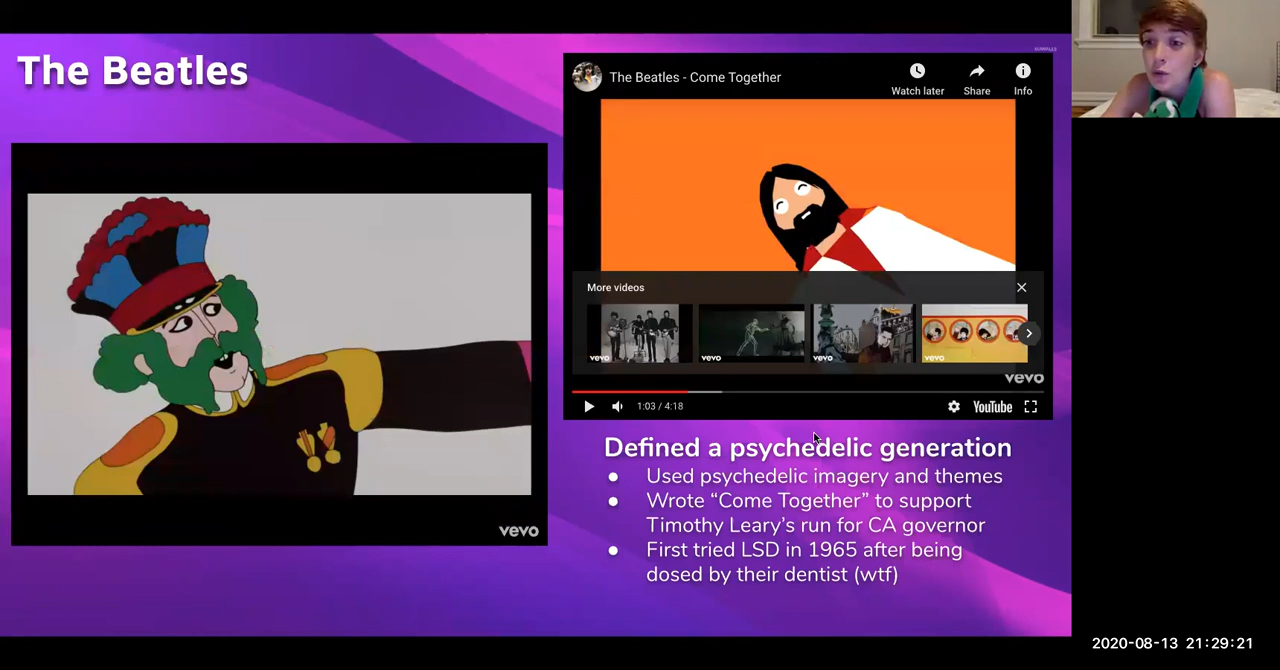 The Beatles
The Beatles - Come Together
Watch later
Share
Info
More videos
vevo
vevo
vevo
vevo
vevo
1:03 / 4:18
YouTube
vevo
Defined a psychedelic generation
● Used psychedelic imagery and themes
● Wrote “Come Together” to support
Timothy Leary’s run for CA governor
● First tried LSD in 1965 after being
dosed by their dentist (wtf)
2020-08-13 21:29:21